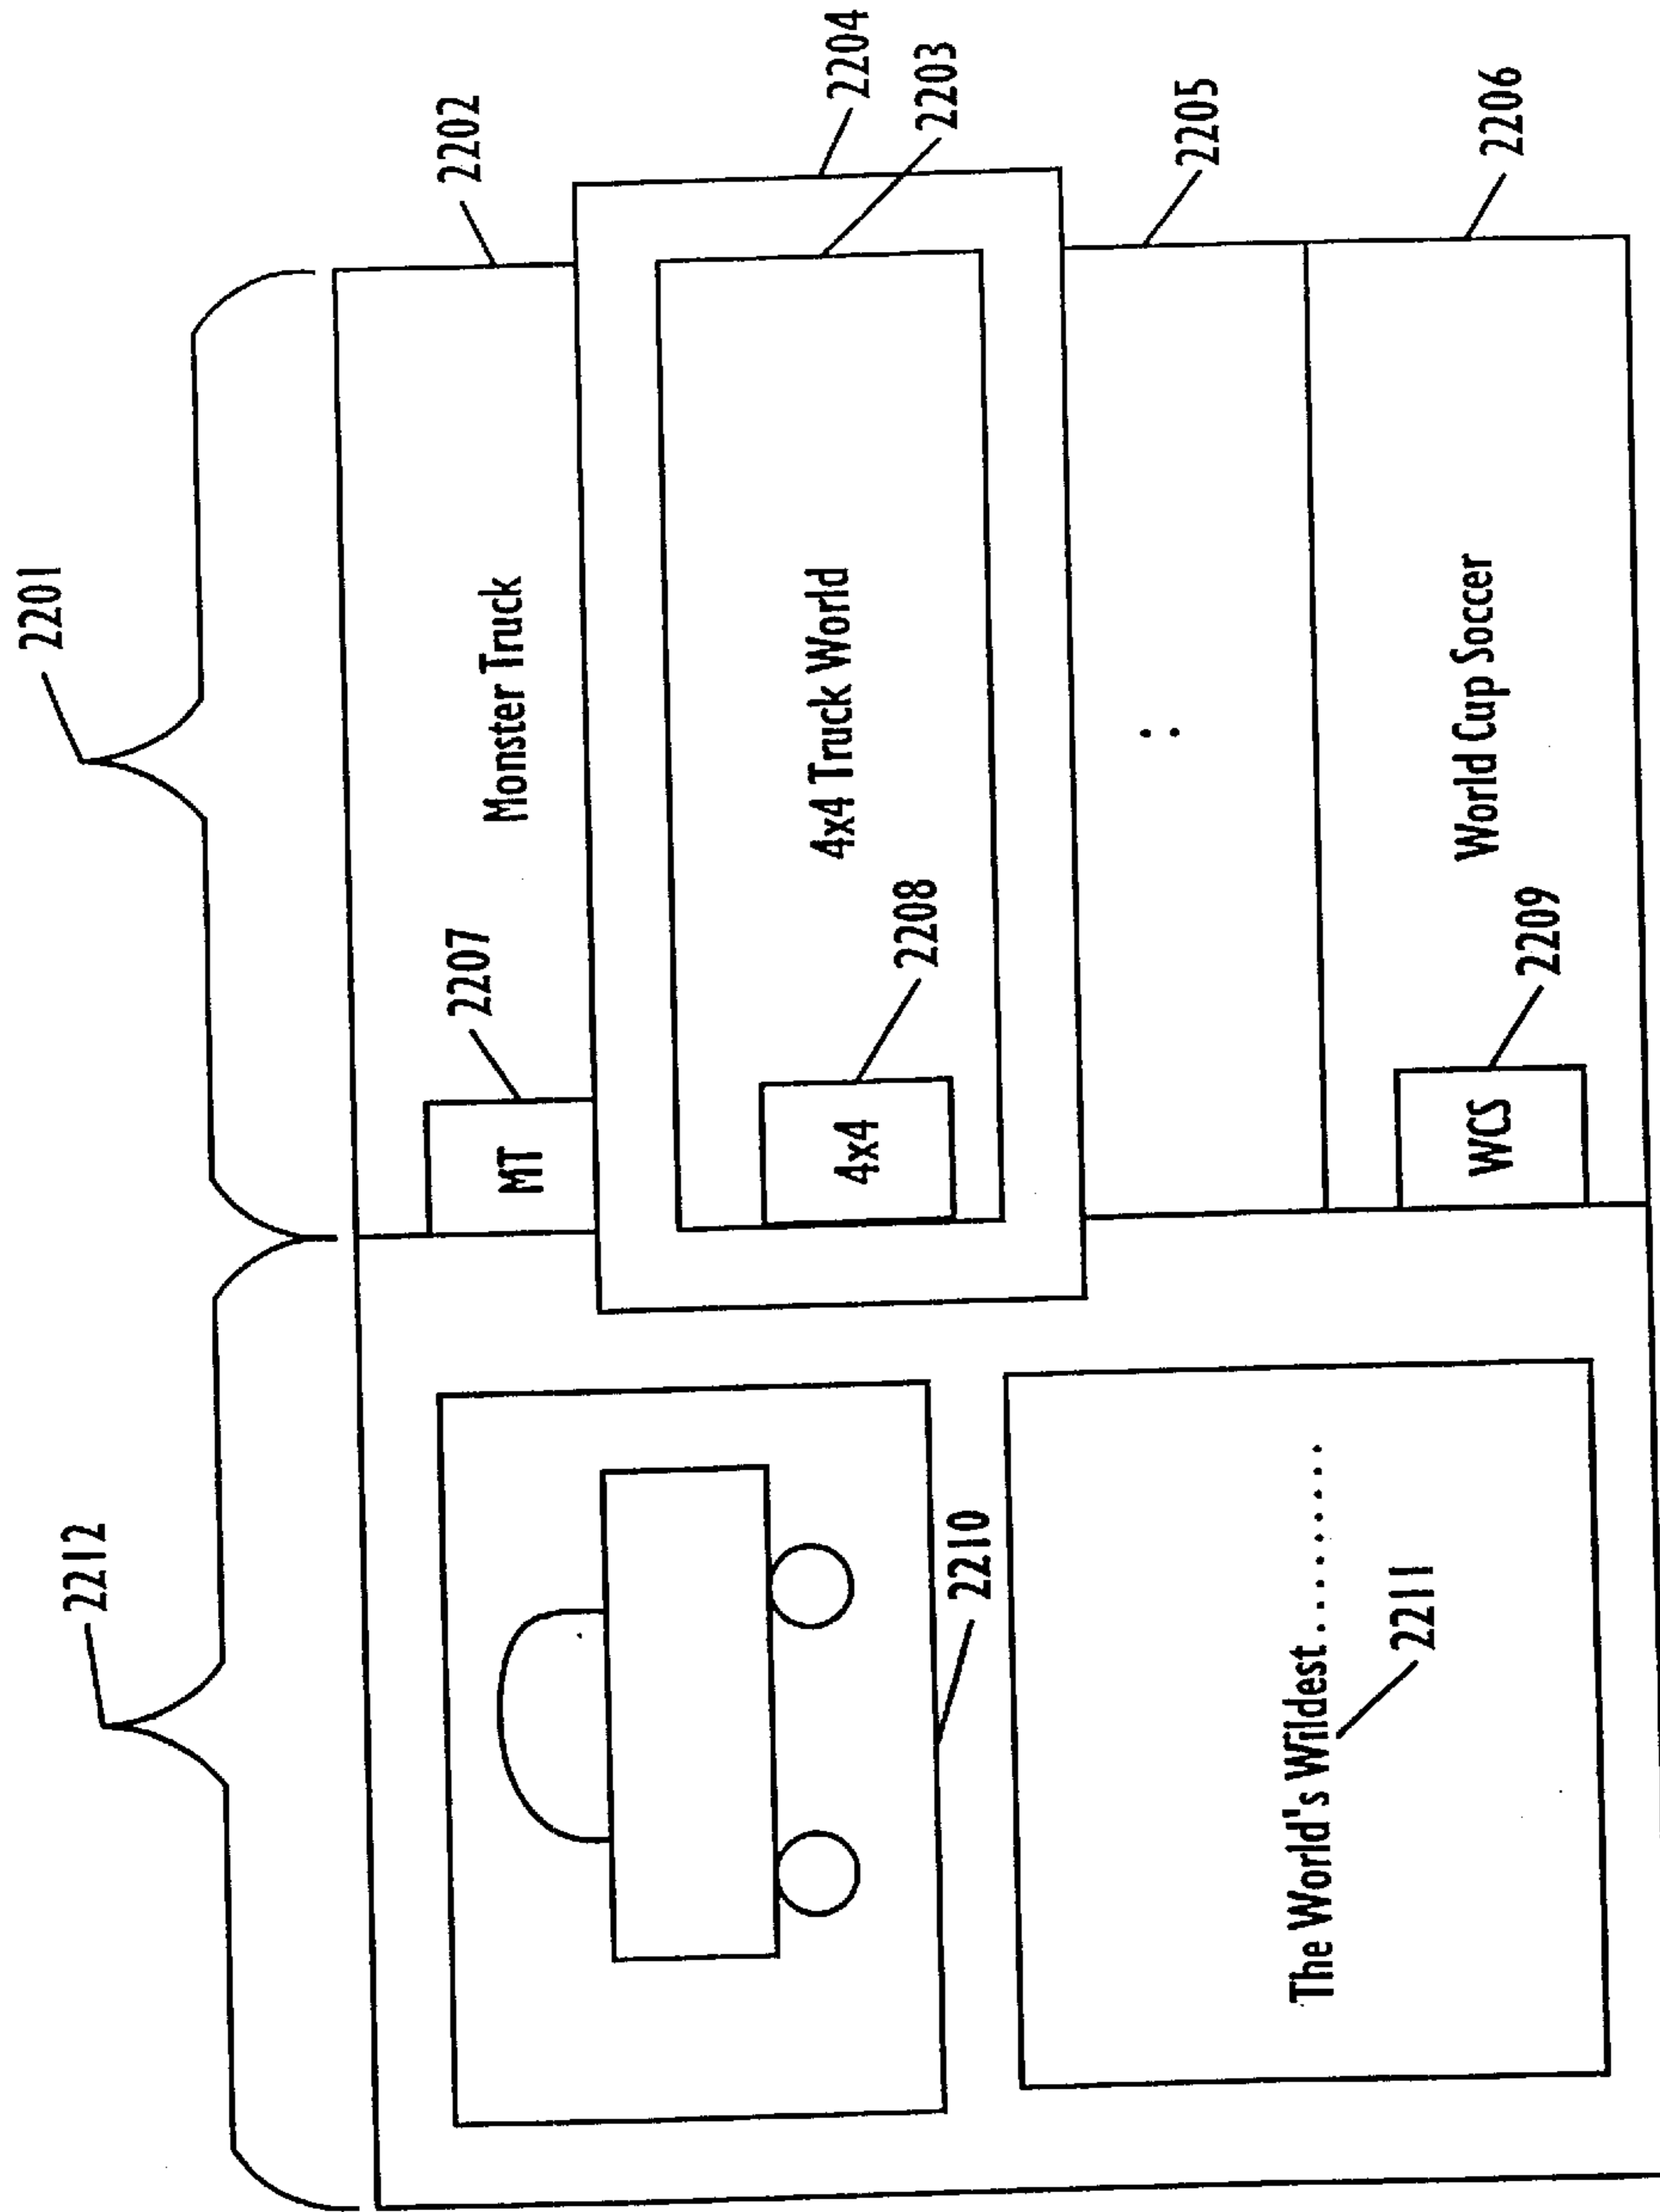 2212
2201
2202
MT
2207
Monster Truck
2204
2203
4x4
2208
4x4 Truck World
2210
2205
:
The World's Wildest..........
2211
WCS
2209
World Cup Soccer
2206